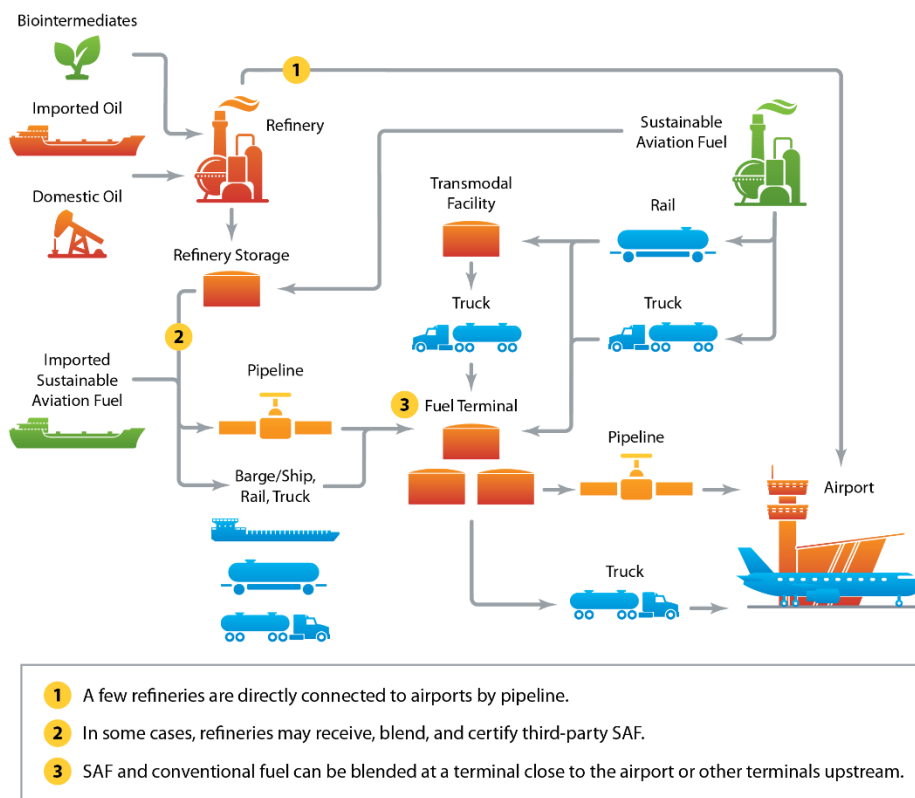 Biointermediates
1
Imported Oil
Refinery
Sustainable
Aviation Fuel
Domestic Oil
Transmodal
Facility
Rail
Refinery Storage
Truck
Truck
2
Imported
Sustainable
Aviation Fuel
Pipeline
3
Fuel Terminal
Pipeline
Barge/Ship,
Rail, Truck
Airport
Truck
1 A few refineries are directly connected to airports by pipeline.
2 In some cases, refineries may receive, blend, and certify third-party SAF.
3 SAF and conventional fuel can be blended at a terminal close to the airport or other terminals upstream.